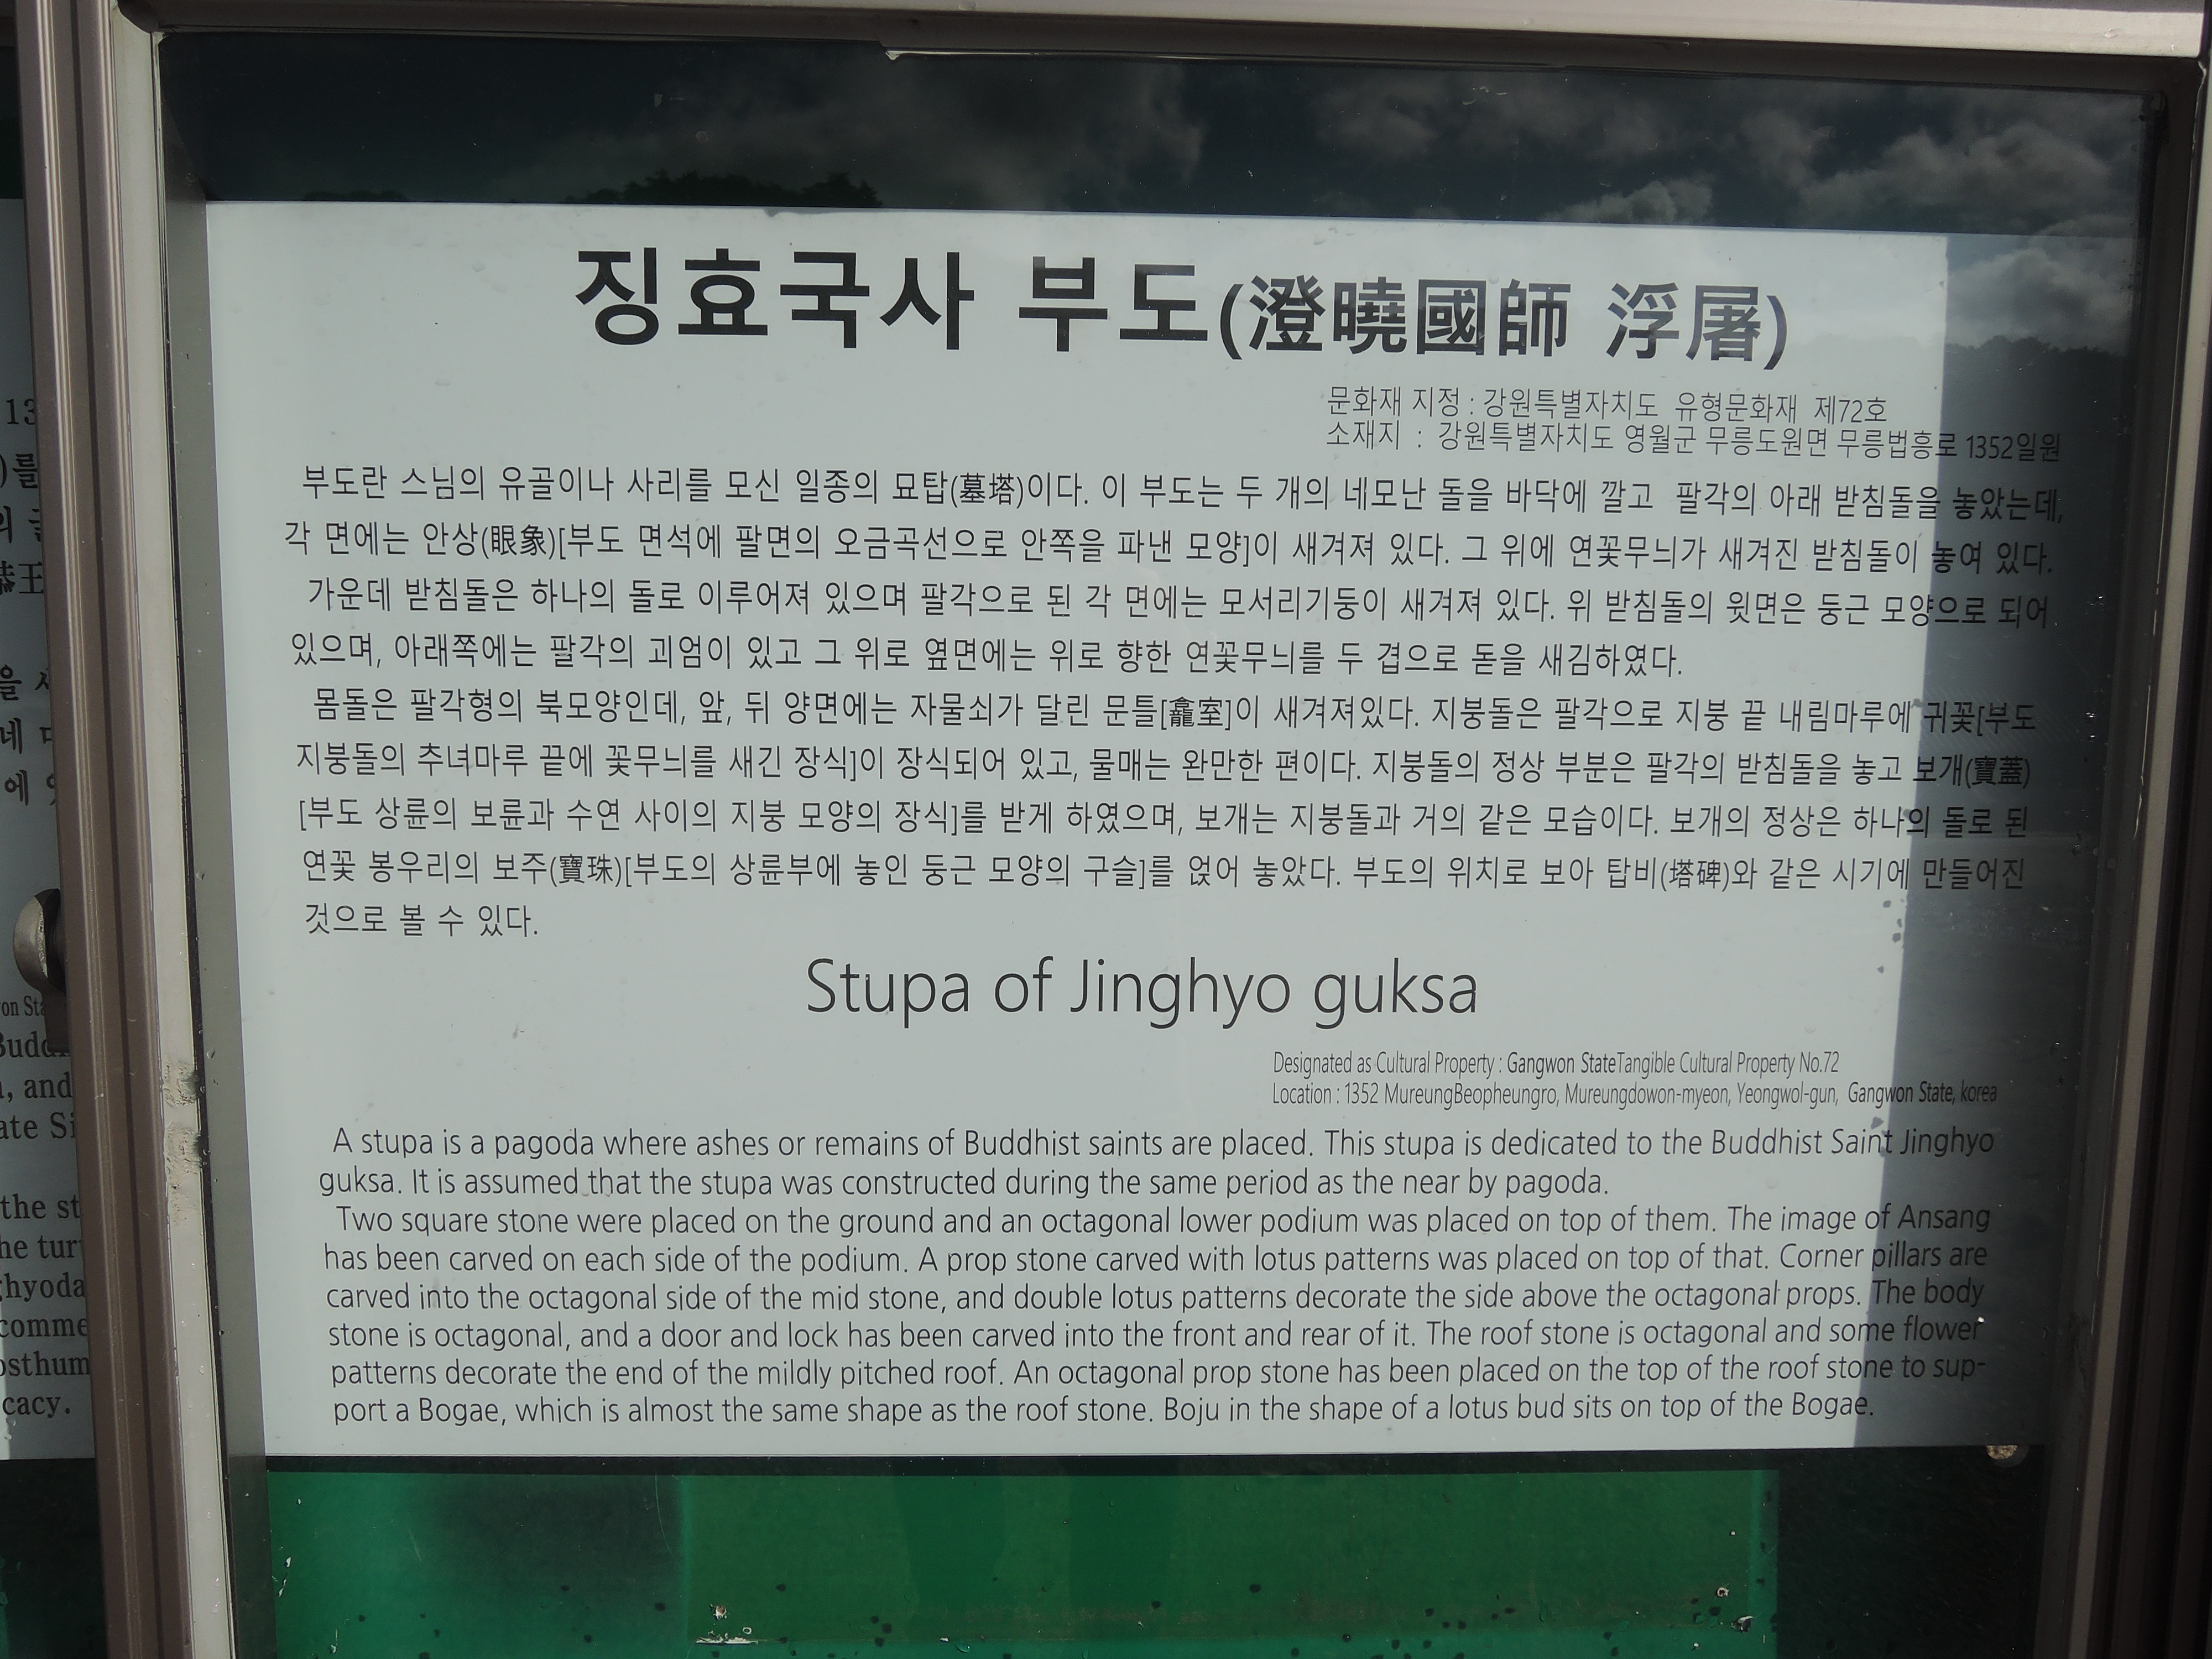 징효국사 부도(澄曉國師 浮屠)
문화재 지정 : 강원특별자치도 유형문화재 제72호
소재지 : 강원특별자치도 영월군 무릉도원면 무릉법흥로 1352일원
부도란 스님의 유골이나 사리를 모신 일종의 묘탑(墓塔)이다. 이 부도는 두 개의 네모난 돌을 바닥에 깔고 팔각의 아래 받침돌을 놓았는데,
각 면에는 안상(眼象)[부도 면석에 팔면의 오금곡선으로 안쪽을 파낸 모양]이 새겨져 있다. 그 위에 연꽃무늬가 새겨진 받침돌이 놓여 있다.
가운데 받침돌은 하나의 돌로 이루어져 있으며 팔각으로 된 각 면에는 모서리기둥이 새겨져 있다. 위 받침돌의 윗면은 둥근 모양으로 되어
있으며, 아래쪽에는 팔각의 괴엄이 있고 그 위로 옆면에는 위로 향한 연꽃무늬를 두 겹으로 돋을 새김하였다.
몸돌은 팔각형의 북모양인데, 앞, 뒤 양면에는 자물쇠가 달린 문틀[龕室]이 새겨져있다. 지붕돌은 팔각으로 지붕 끝 내림마루에 귀꽃[부도
지붕돌의 추녀마루 끝에 꽃무늬를 새긴 장식]이 장식되어 있고, 물매는 완만한 편이다. 지붕돌의 정상 부분은 팔각의 받침돌을 놓고 보개(寶蓋)
[부도 상륜의 보륜과 수연 사이의 지붕 모양의 장식]를 받게 하였으며, 보개는 지붕돌과 거의 같은 모습이다. 보개의 정상은 하나의 돌로 된
연꽃 봉우리의 보주(寶珠)[부도의 상륜부에 놓인 둥근 모양의 구슬]를 얹어 놓았다. 부도의 위치로 보아 탑비(塔碑)와 같은 시기에 만들어진
것으로 볼 수 있다.
Stupa of Jinghyo guksa
Designated as Cultural Property : Gangwon StateTangible Cultural Property No.72
Location : 1352 MureungBeopheungro, Mureungdowon-myeon, Yeongwol-gun, Gangwon State, korea
A stupa is a pagoda where ashes or remains of Buddhist saints are placed. This stupa is dedicated to the Buddhist Saint Jinghyo
guksa. It is assumed that the stupa was constructed during the same period as the near by pagoda.
Two square stone were placed on the ground and an octagonal lower podium was placed on top of them. The image of Ansang
has been carved on each side of the podium. A prop stone carved with lotus patterns was placed on top of that. Corner pillars are
carved into the octagonal side of the mid stone, and double lotus patterns decorate the side above the octagonal props. The body
stone is octagonal, and a door and lock has been carved into the front and rear of it. The roof stone is octagonal and some flower
patterns decorate the end of the mildly pitched roof. An octagonal prop stone has been placed on the top of the roof stone to sup-
port a Bogae, which is almost the same shape as the roof stone. Boju in the shape of a lotus bud sits on top of the Bogae.